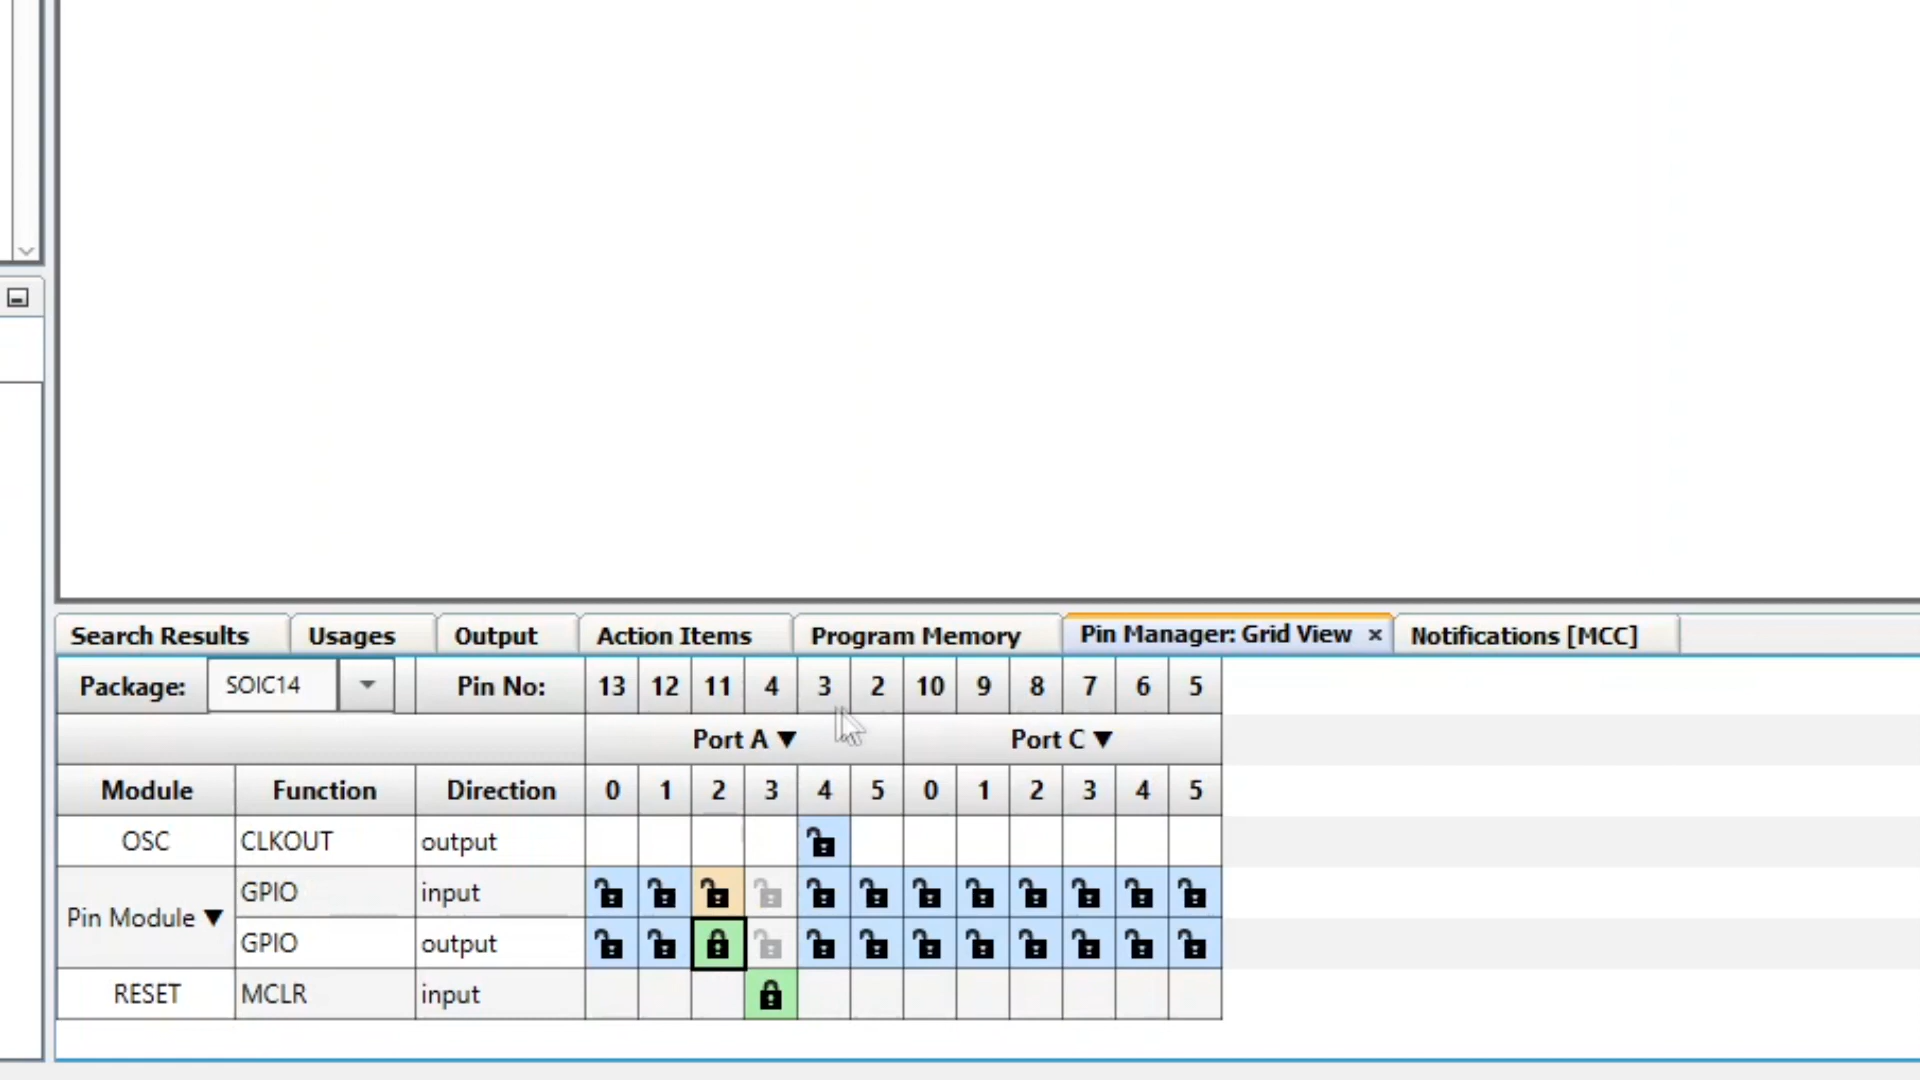 Search Results Usages Output Action Items Program Memory Pin Manager: Grid View × Notifications [MCC]
Package: SOIC14 Pin No: 13 12 11 4 3 2 10 9 8 7 6 5
Port A ▼ Port C ▼
Module Function Direction 0 1 2 3 4 5 0 1 2 3 4 5
OSC CLKOUT output
GPIO input
Pin Module ▼
GPIO output
RESET MCLR input